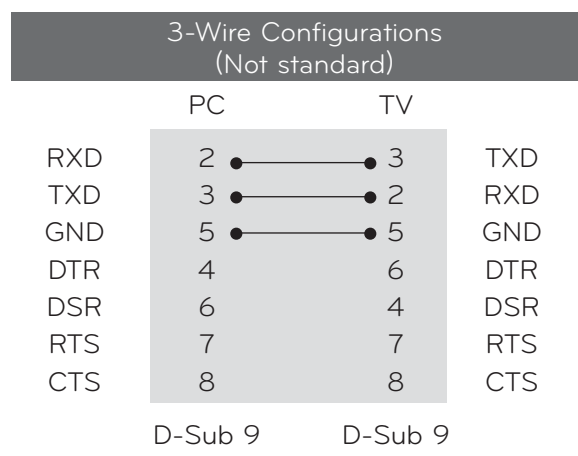 3-Wire Configurations
(Not standard)
PC TV
RXD 2 3 TXD
TXD 3 2 RXD
GND 5 5 GND
DTR 4 6 DTR
DSR 6 4 DSR
RTS 7 7 RTS
CTS 8 8 CTS
D-Sub 9 D-Sub 9